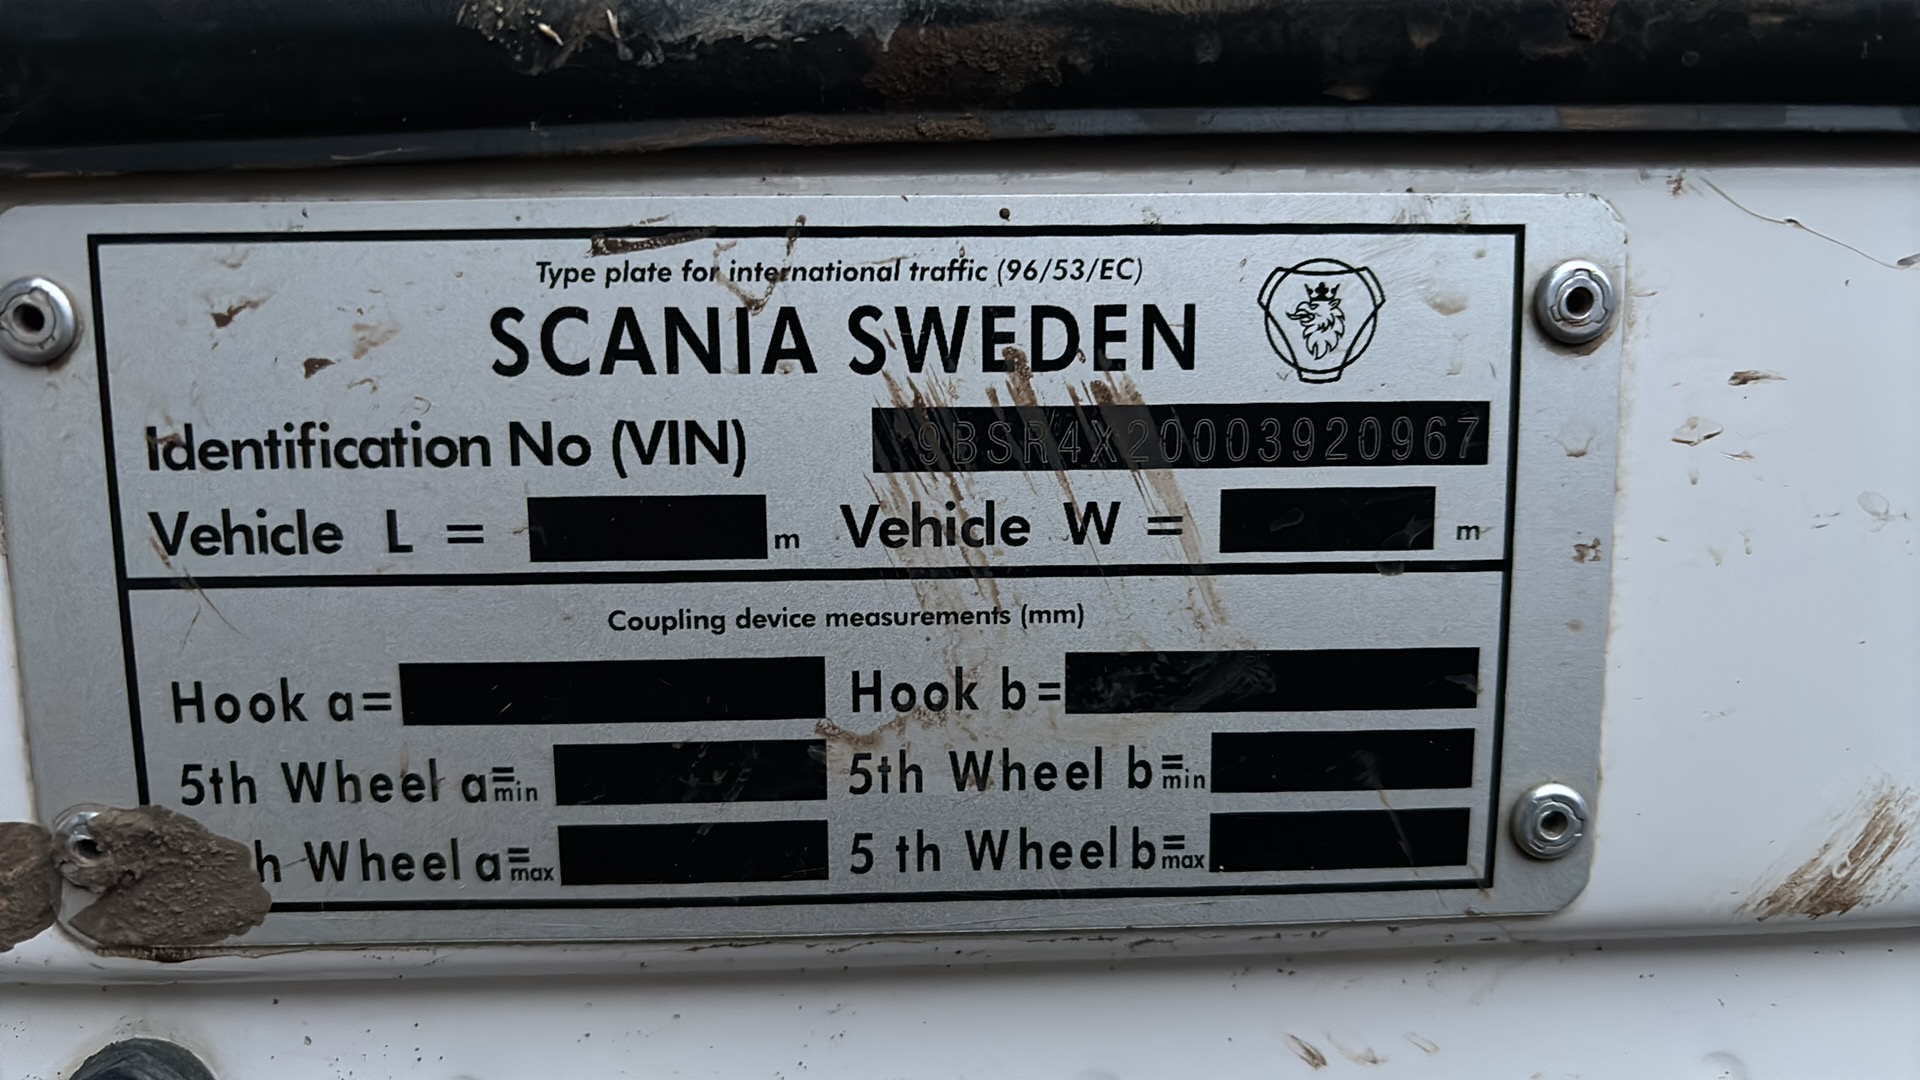 Type plate for international traffic (96/53/EC)
SCANIA SWEDEN
Identification No (VIN) 9BSR4X20003920967
Vehicle L = m Vehicle W = m
Coupling device measurements (mm)
Hook a= Hook b=
5th Wheel a= min 5th Wheel b= min
h Wheel a= max 5 th Wheel b= max